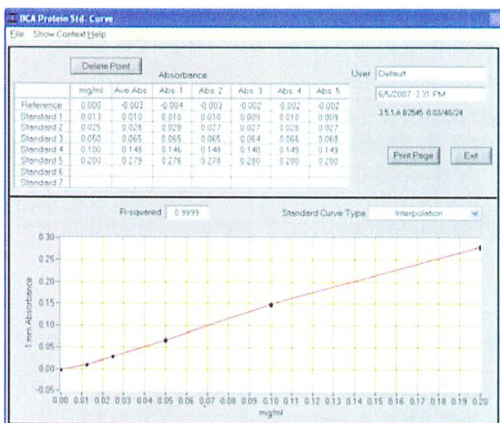 BCA Protein Std. Curve
File Show Context Help
Delete Point
Absorbance
User Default
6/5/2007 3:31 PM
3.5.1.A B2545 -0.03/48/24
Print Page
Exit
mg/ml Ave Abs Abs. 1 Abs. 2 Abs. 3 Abs. 4 Abs. 5
Reference 0.000 -0.003 -0.004 -0.003 -0.002 -0.002 -0.002
Standard 1 0.013 0.010 0.010 0.010 0.009 0.010 0.009
Standard 2 0.025 0.028 0.028 0.027 0.027 0.028 0.027
Standard 3 0.050 0.065 0.065 0.065 0.064 0.066 0.066
Standard 4 0.100 0.148 0.146 0.148 0.148 0.149 0.149
Standard 5 0.200 0.279 0.276 0.278 0.280 0.280 0.280
Standard 6
Standard 7
R-squared 0.9999
Standard Curve Type Interpolation
1 mm Absorbance
0.30
0.25
0.20
0.15
0.10
0.05
0.00
-0.05
0.00 0.01 0.02 0.03 0.04 0.05 0.06 0.07 0.08 0.09 0.10 0.11 0.12 0.13 0.14 0.15 0.16 0.17 0.18 0.19 0.20
mg/ml